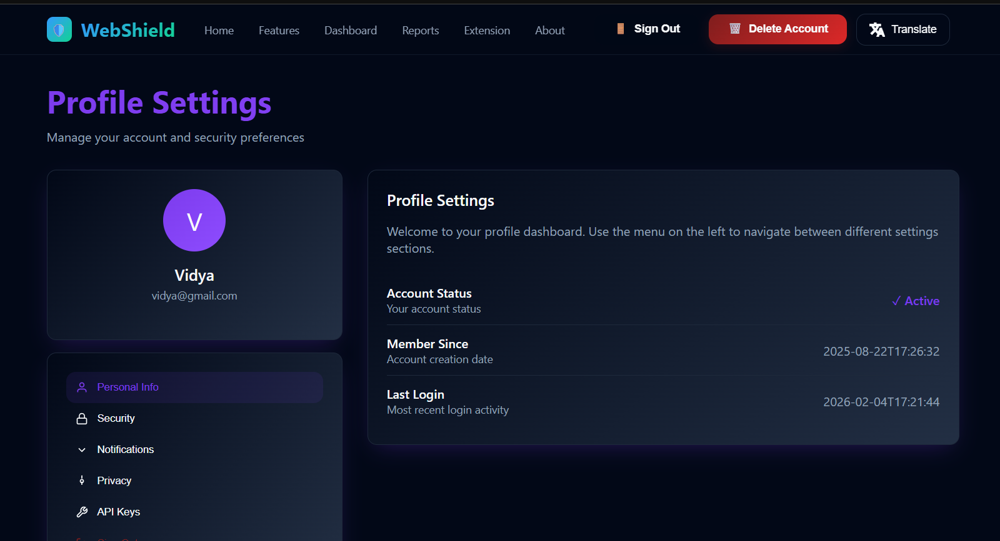 WebShield
Home
Features
Dashboard
Reports
Extension
About
Sign Out
Delete Account
Translate
Profile Settings
Manage your account and security preferences
V
Vidya
vidya@gmail.com
Personal Info
Security
Notifications
Privacy
API Keys
Profile Settings
Welcome to your profile dashboard. Use the menu on the left to navigate between different settings
sections.
Account Status
Your account status
✓ Active
Member Since
Account creation date
2025-08-22T17:26:32
Last Login
Most recent login activity
2026-02-04T17:21:44